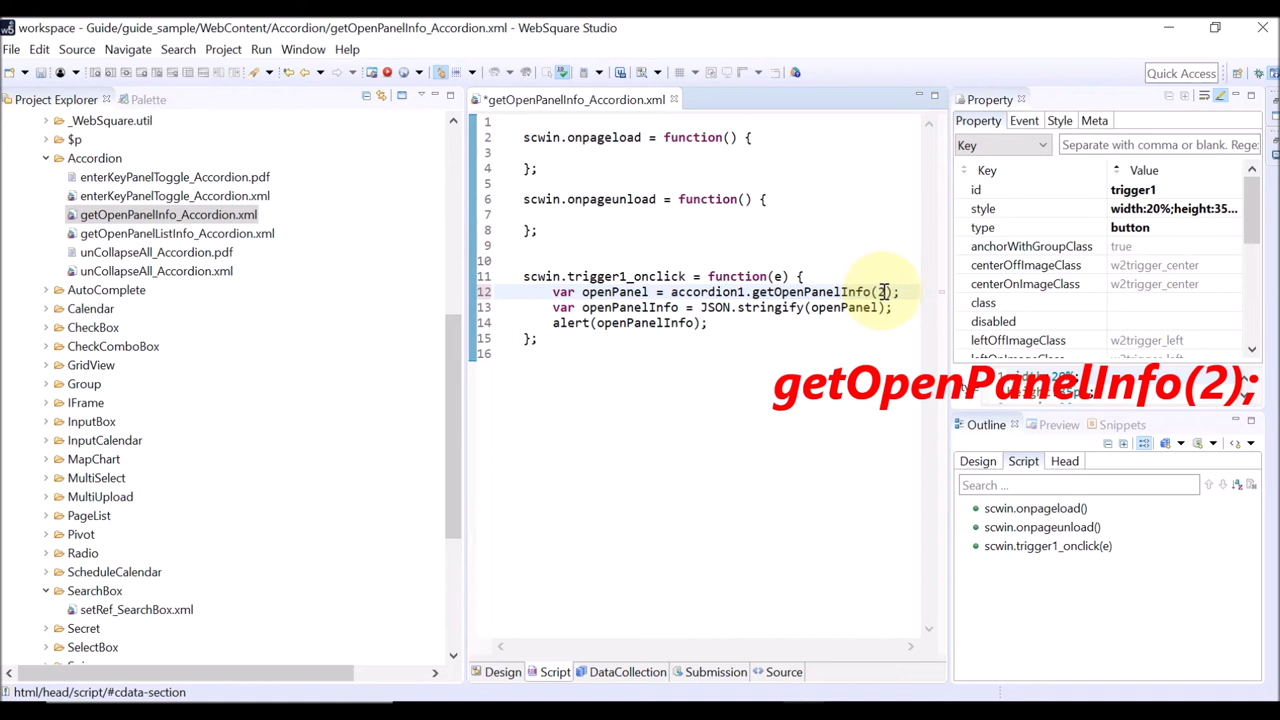 workspace - Guide/guide_sample/WebContent/Accordion/getOpenPanelInfo_Accordion.xml - WebSquare Studio
File Edit Source Navigate Search Project Run Window Help
Quick Access
Project Explorer Palette
_WebSquare.util
$p
Accordion
enterKeyPanelToggle_Accordion.pdf
enterKeyPanelToggle_Accordion.xml
getOpenPanelInfo_Accordion.xml
getOpenPanelListInfo_Accordion.xml
unCollapseAll_Accordion.pdf
unCollapseAll_Accordion.xml
AutoComplete
Calendar
CheckBox
CheckComboBox
GridView
Group
IFrame
InputBox
InputCalendar
MapChart
MultiSelect
MultiUpload
PageList
Pivot
Radio
ScheduleCalendar
SearchBox
setRef_SearchBox.xml
Secret
SelectBox
*getOpenPanelInfo_Accordion.xml
1
2 scwin.onpageload = function() {
3
4 };
5
6 scwin.onpageunload = function() {
7
8 };
9
10
11 scwin.trigger1_onclick = function(e) {
12 var openPanel = accordion1.getOpenPanelInfo(2);
13 var openPanelInfo = JSON.stringify(openPanel);
14 alert(openPanelInfo);
15 };
16
getOpenPanelInfo(2);
Design Script DataCollection Submission Source
Property
Property Event Style Meta
Key Separate with comma or blank. Rege:
Key Value
id trigger1
style width:20%;height:35...
type button
anchorWithGroupClass true
centerOffImageClass w2trigger_center
centerOnImageClass w2trigger_center
class
disabled
leftOffImageClass w2trigger_left
Outline Preview Snippets
Design Script Head
Search ...
scwin.onpageload()
scwin.onpageunload()
scwin.trigger1_onclick(e)
html/head/script/#cdata-section